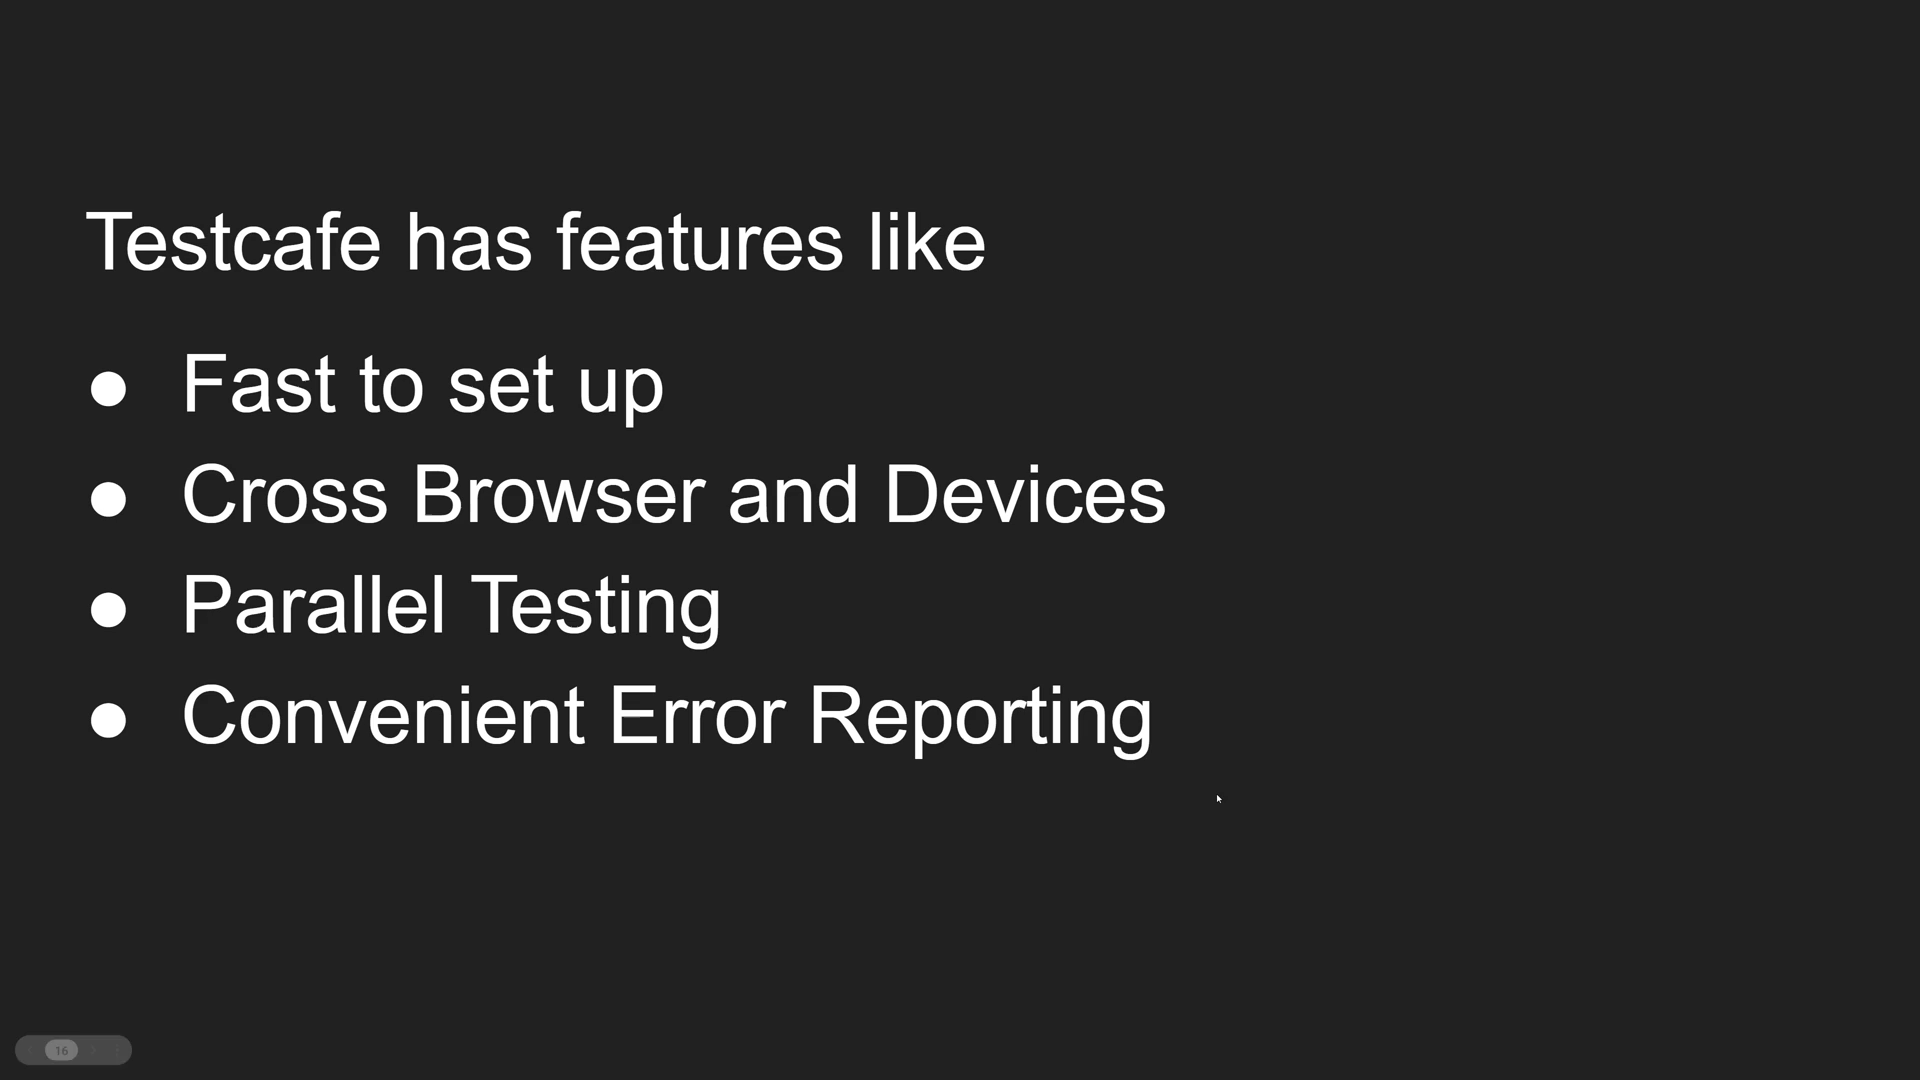 Testcafe has features like
● Fast to set up
● Cross Browser and Devices
● Parallel Testing
● Convenient Error Reporting
16